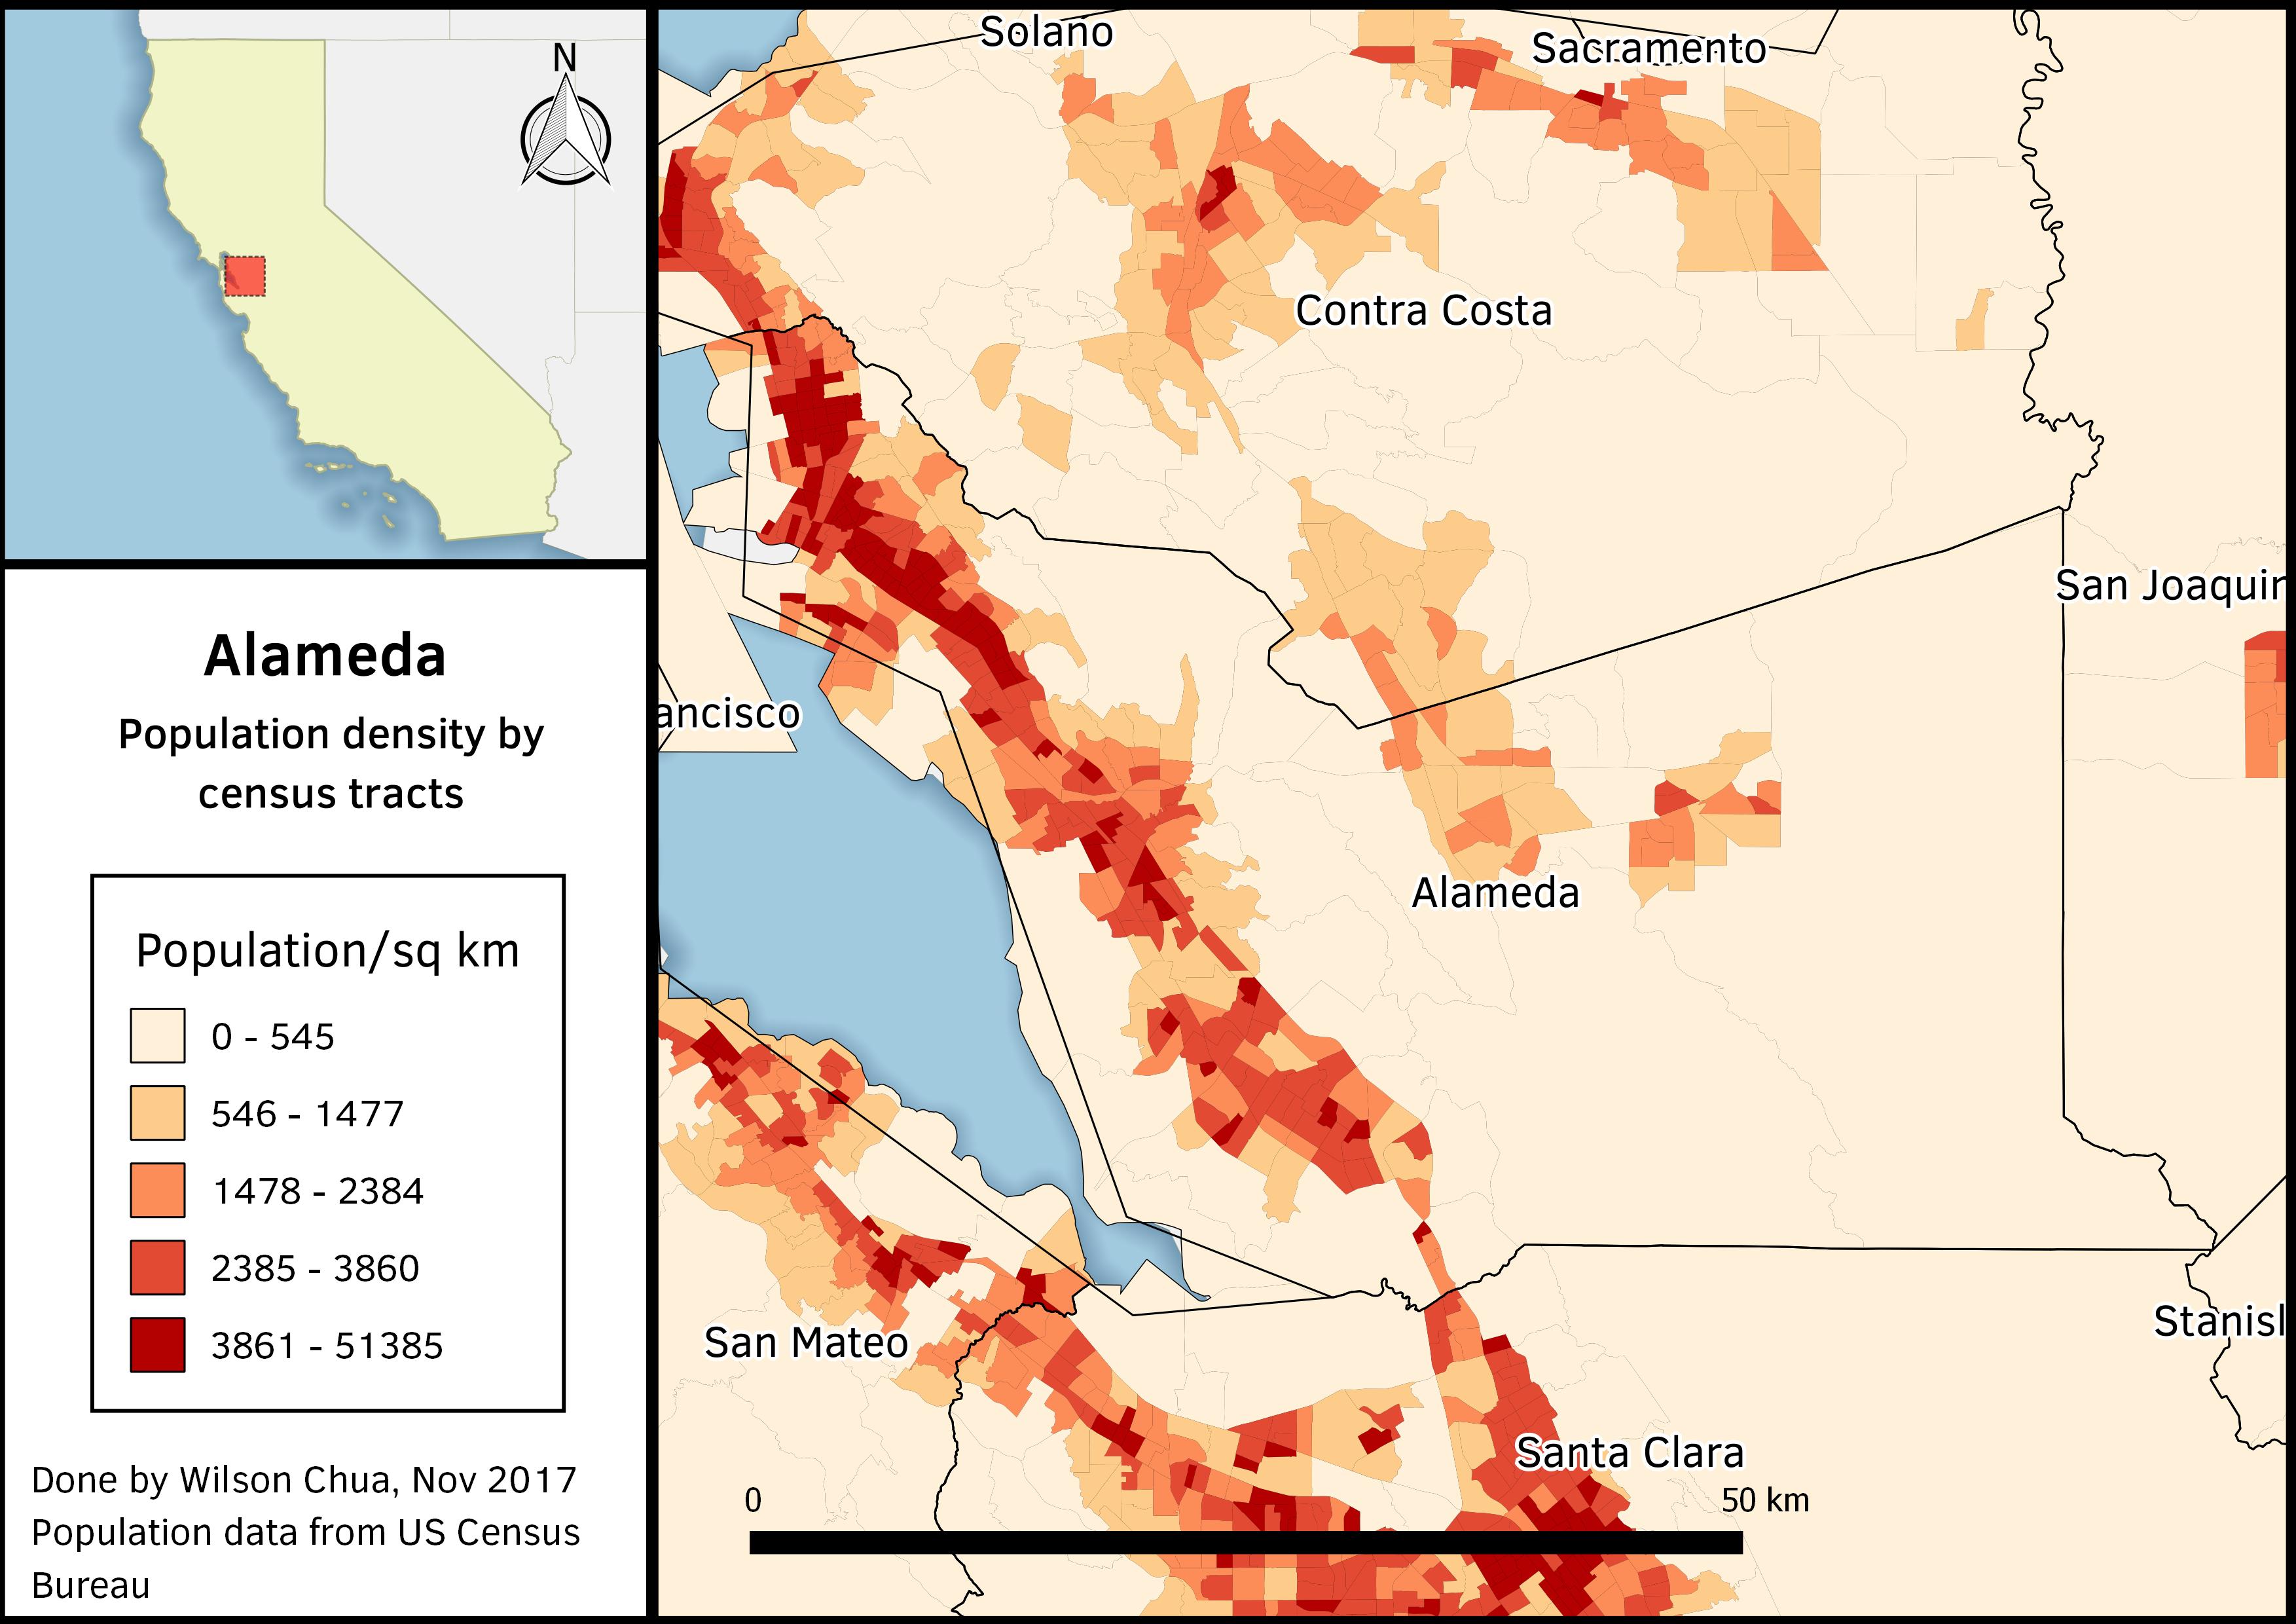 N
Alameda
Population density by
census tracts
Population/sq km
0 - 545
546 - 1477
1478 - 2384
2385 - 3860
3861 - 51385
Done by Wilson Chua, Nov 2017
Population data from US Census
Bureau
Solano
Sacramento
Contra Costa
San Joaquin
ancisco
Alameda
San Mateo
Stanisl
Santa Clara
0
50 km